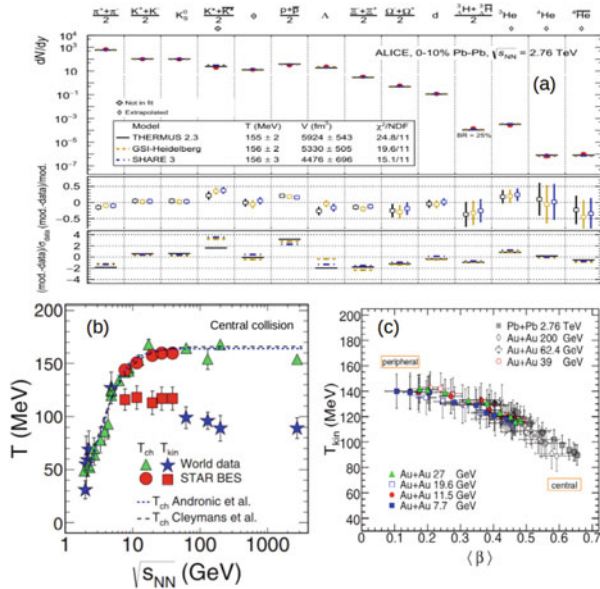 π⁺+π⁻ K⁺+K⁻ K⁰ₛ K*+K̄* ϕ p+p̄ Λ Ξ⁻+Ξ̄⁺ Ω⁻+Ω̄⁺ d ³ΛH+³Λ̄H̄ ³He ⁴He ⁴H̄ē
2 2 2 2 2 2 2
dN/dy
10⁴
10³
10
10⁻¹
10⁻³
10⁻⁵
10⁻⁷
ALICE, 0-10% Pb-Pb, √sNN = 2.76 TeV
(a)
Not in fit
Extrapolated
BR = 25%
Model T (MeV) V (fm³) χ²/NDF
THERMUS 2.3 155 ± 2 5924 ± 543 24.8/11
GSI-Heidelberg 156 ± 2 5330 ± 505 19.6/11
SHARE 3 156 ± 3 4476 ± 696 15.1/11
(mod.-data)/mod.
0.5
0.0
-0.5
(mod.-data)/σdata
4
2
0
-2
-4
(b)
Central collision
T (MeV)
200
150
100
50
0
Tch Tkin
World data
STAR BES
Tch Andronic et al.
Tch Cleymans et al.
1 10 100 1000
√sNN (GeV)
(c)
Pb+Pb 2.76 TeV
Au+Au 200 GeV
Au+Au 62.4 GeV
Au+Au 39 GeV
peripheral
Tkin (MeV)
200
180
160
140
120
100
80
60
40
central
Au+Au 27 GeV
Au+Au 19.6 GeV
Au+Au 11.5 GeV
Au+Au 7.7 GeV
0 0.1 0.2 0.3 0.4 0.5 0.6 0.7
⟨β⟩